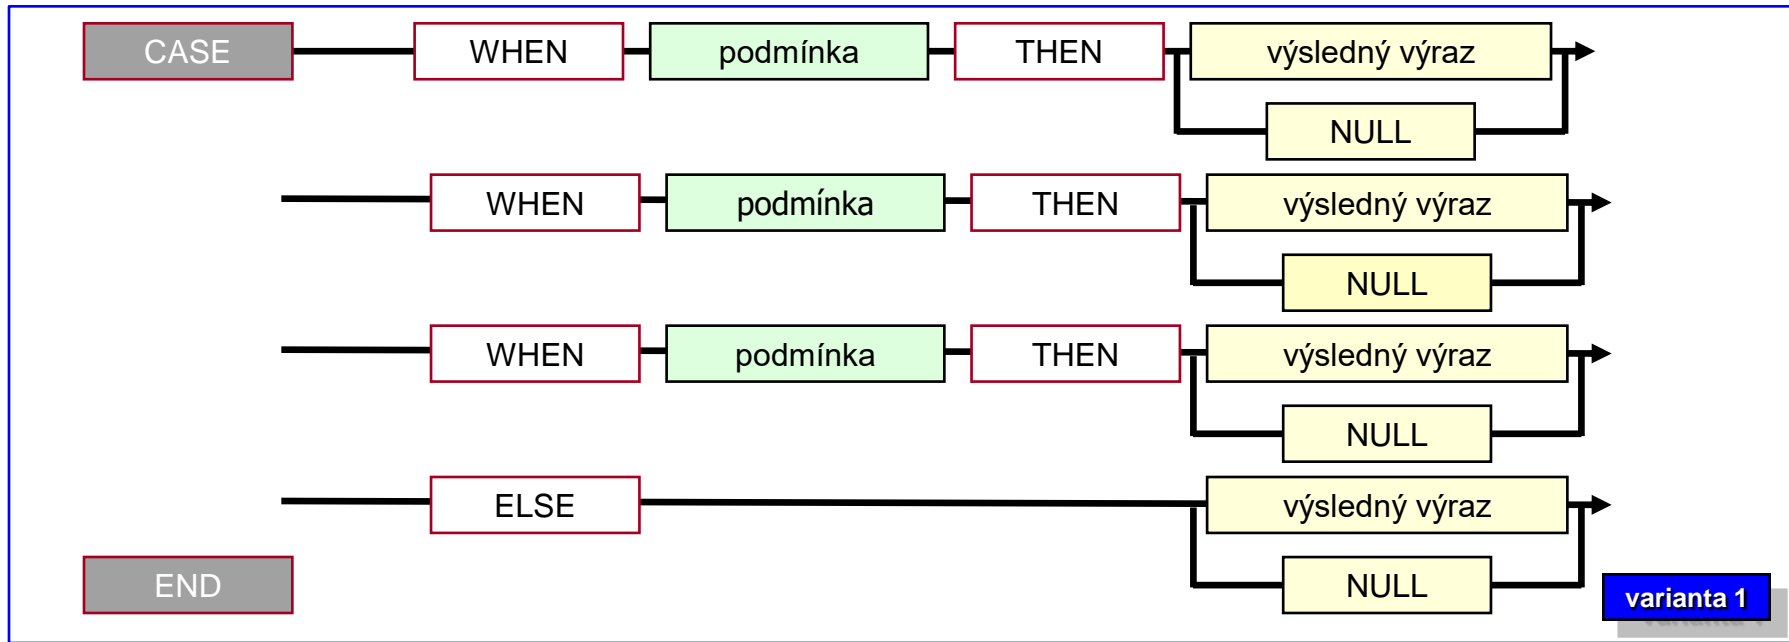 CASE WHEN podmínka THEN výsledný výraz
NULL
WHEN podmínka THEN výsledný výraz
NULL
WHEN podmínka THEN výsledný výraz
NULL
ELSE výsledný výraz
END NULL
varianta 1